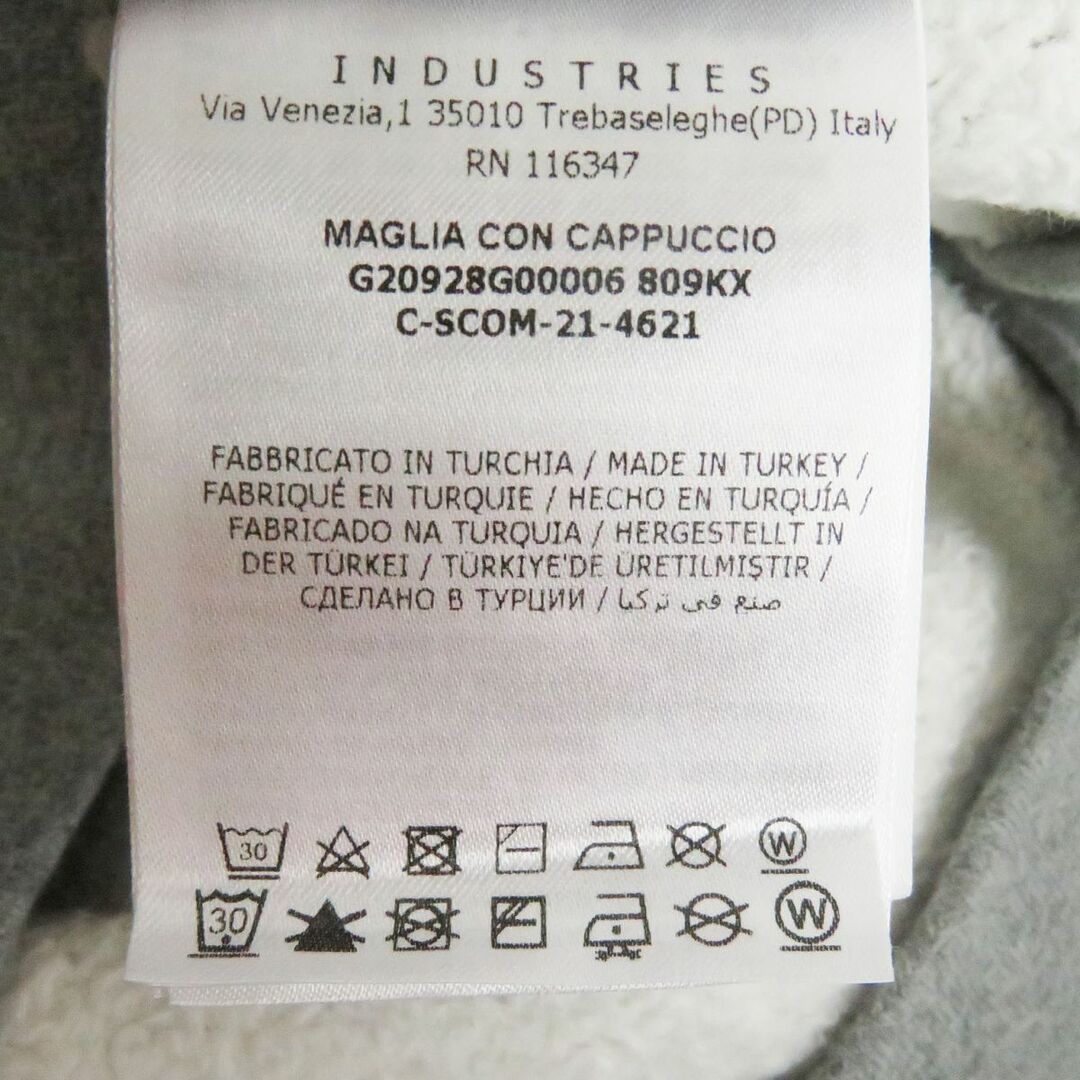 INDUSTRIES
Via Venezia,1 35010 Trebaseleghe(PD) Italy
RN 116347
MAGLIA CON CAPPUCCIO
G20928G00006 809KX
C-SCOM-21-4621
FABBRICATO IN TURCHIA / MADE IN TURKEY /
FABRIQUÉ EN TURQUIE / HECHO EN TURQUÍA /
FABRICADO NA TURQUIA / HERGESTELLT IN
DER TÜRKEI / TÜRKIYE'DE ÜRETILMIŞTIR /
СДЕЛАНО В ТУРЦИИ / صنع في تركيا
30 W
30 W